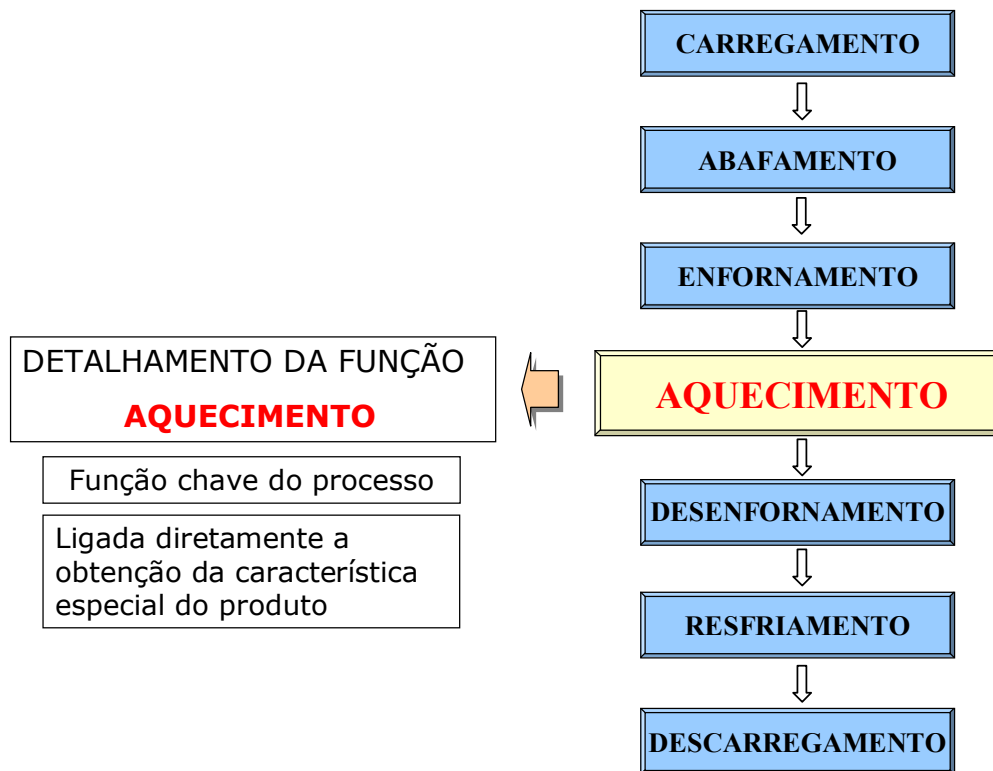 CARREGAMENTO
ABAFAMENTO
ENFORNAMENTO
DETALHAMENTO DA FUNÇÃO
AQUECIMENTO
AQUECIMENTO
Função chave do processo
Ligada diretamente a
obtenção da característica
especial do produto
DESENFORNAMENTO
RESFRIAMENTO
DESCARREGAMENTO